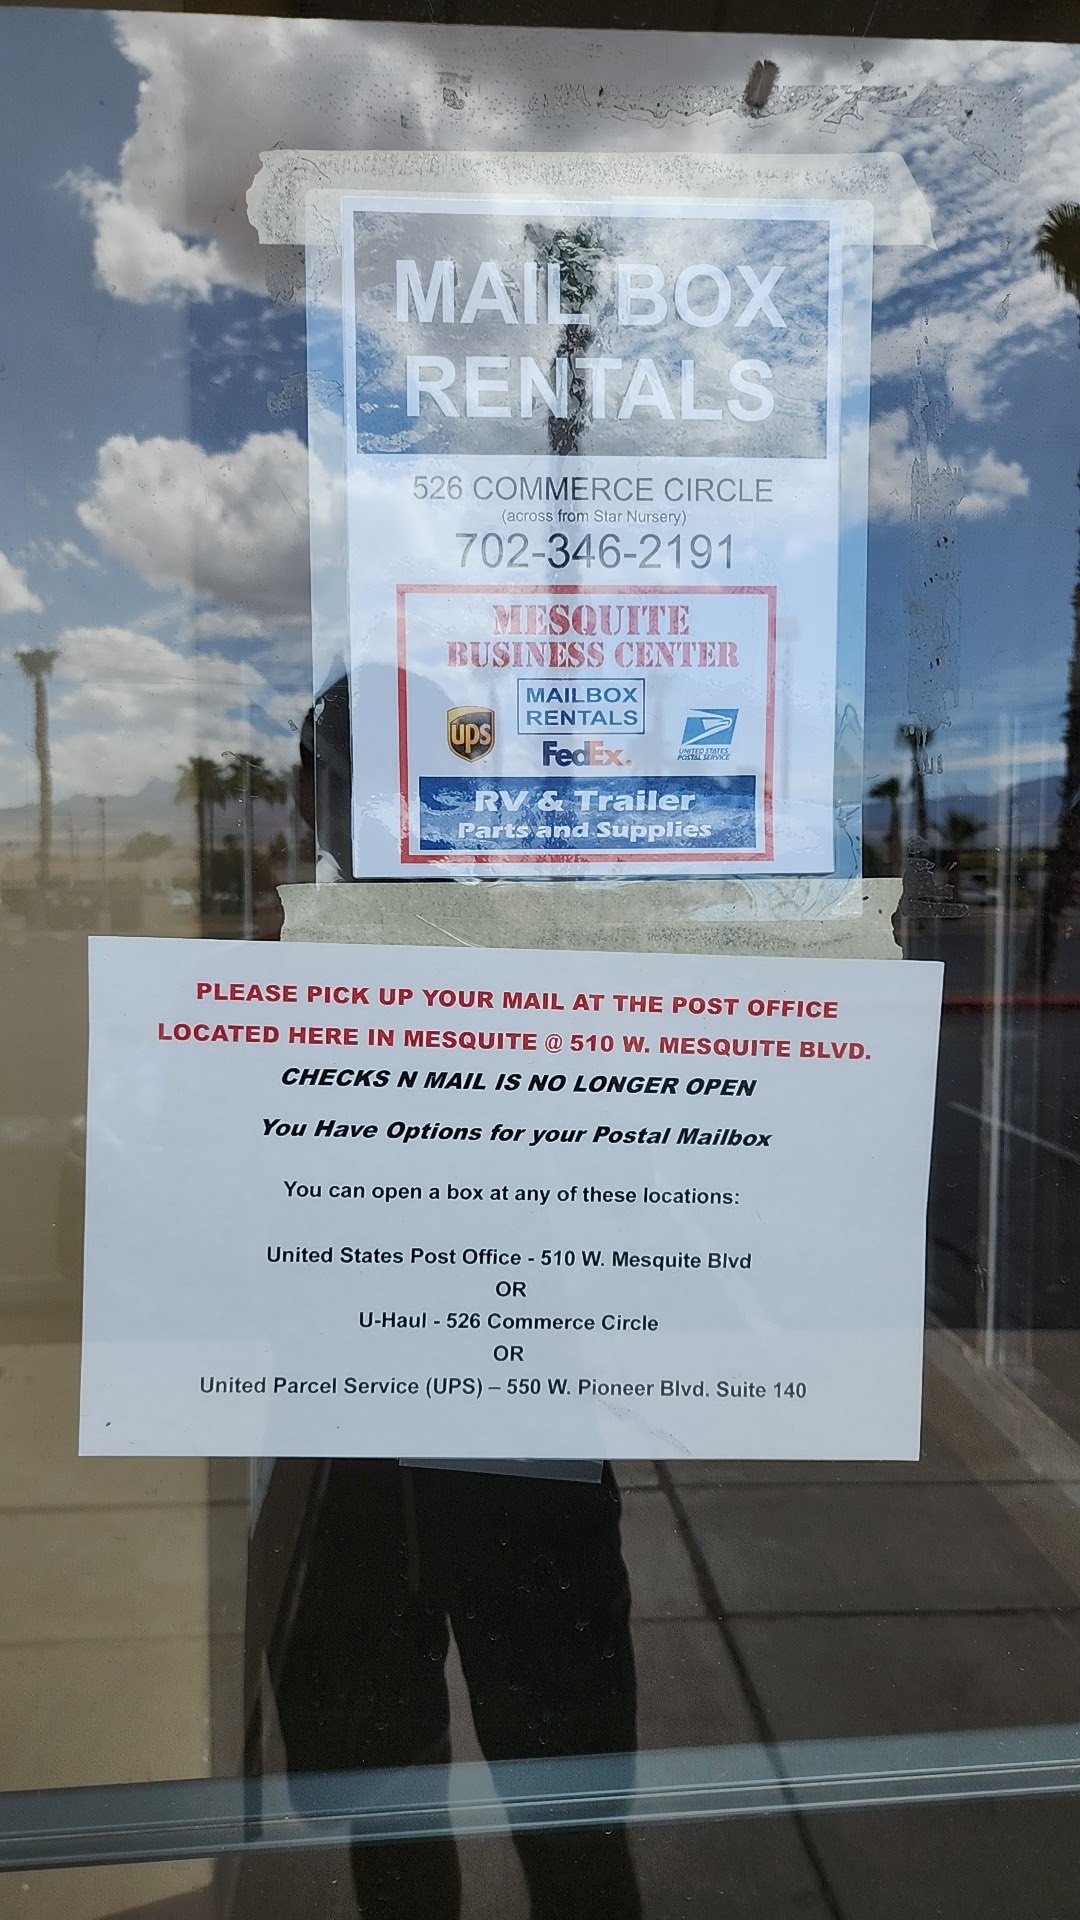 MAIL BOX
RENTALS
526 COMMERCE CIRCLE
(across from Star Nursery)
702-346-2191
MESQUITE
BUSINESS CENTER
MAILBOX
RENTALS
ups
FedEx®
UNITED STATES
POSTAL SERVICE
RV & Trailer
Parts and Supplies
PLEASE PICK UP YOUR MAIL AT THE POST OFFICE
LOCATED HERE IN MESQUITE @ 510 W. MESQUITE BLVD.
CHECKS N MAIL IS NO LONGER OPEN
You Have Options for your Postal Mailbox
You can open a box at any of these locations:
United States Post Office - 510 W. Mesquite Blvd
OR
U-Haul - 526 Commerce Circle
OR
United Parcel Service (UPS) – 550 W. Pioneer Blvd. Suite 140